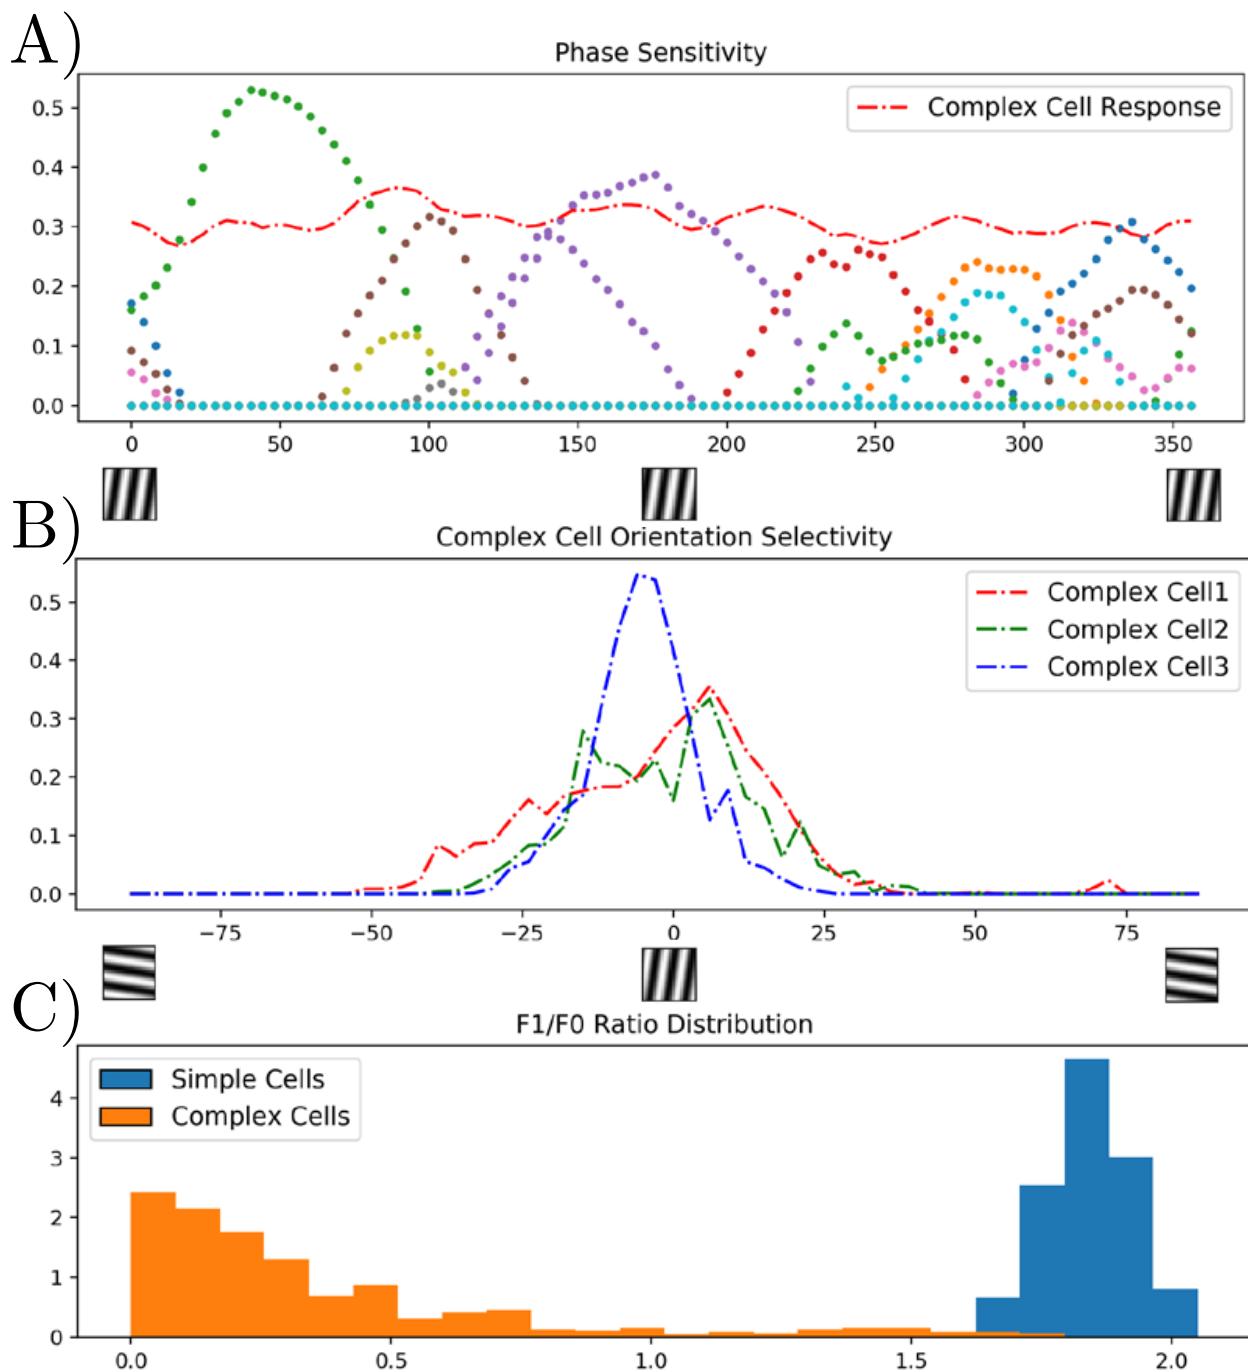 A)
Phase Sensitivity
Complex Cell Response
0.5
0.4
0.3
0.2
0.1
0.0
0 50 100 150 200 250 300 350
B)
Complex Cell Orientation Selectivity
Complex Cell1
Complex Cell2
Complex Cell3
0.5
0.4
0.3
0.2
0.1
0.0
−75 −50 −25 0 25 50 75
C)
F1/F0 Ratio Distribution
Simple Cells
Complex Cells
4
3
2
1
0
0.0 0.5 1.0 1.5 2.0